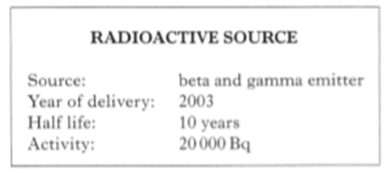 RADIOACTIVE SOURCE
Source: beta and gamma emitter
Year of delivery: 2003
Half life: 10 years
Activity: 20 000 Bq